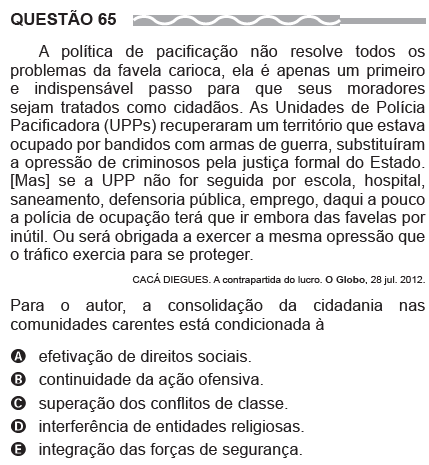 QUESTÃO 65
A política de pacificação não resolve todos os
problemas da favela carioca, ela é apenas um primeiro
e indispensável passo para que seus moradores
sejam tratados como cidadãos. As Unidades de Polícia
Pacificadora (UPPs) recuperaram um território que estava
ocupado por bandidos com armas de guerra, substituíram
a opressão de criminosos pela justiça formal do Estado.
[Mas] se a UPP não for seguida por escola, hospital,
saneamento, defensoria pública, emprego, daqui a pouco
a polícia de ocupação terá que ir embora das favelas por
inútil. Ou será obrigada a exercer a mesma opressão que
o tráfico exercia para se proteger.
CACÁ DIEGUES. A contrapartida do lucro. O Globo, 28 jul. 2012.
Para o autor, a consolidação da cidadania nas
comunidades carentes está condicionada à
A efetivação de direitos sociais.
B continuidade da ação ofensiva.
C superação dos conflitos de classe.
D interferência de entidades religiosas.
E integração das forças de segurança.